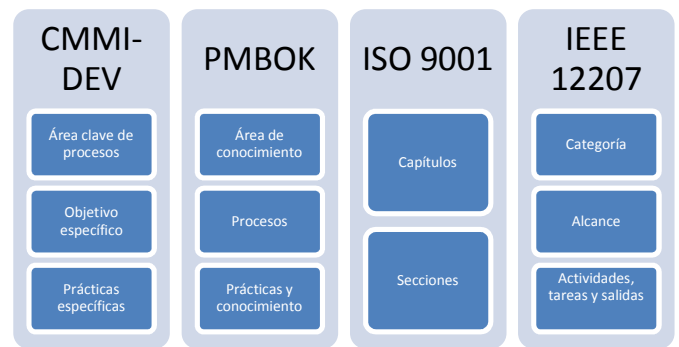 CMMI-
DEV
Área clave de
procesos
Objetivo
específico
Prácticas
específicas
PMBOK
Área de
conocimiento
Procesos
Prácticas y
conocimiento
ISO 9001
Capítulos
Secciones
IEEE
12207
Categoría
Alcance
Actividades,
tareas y salidas